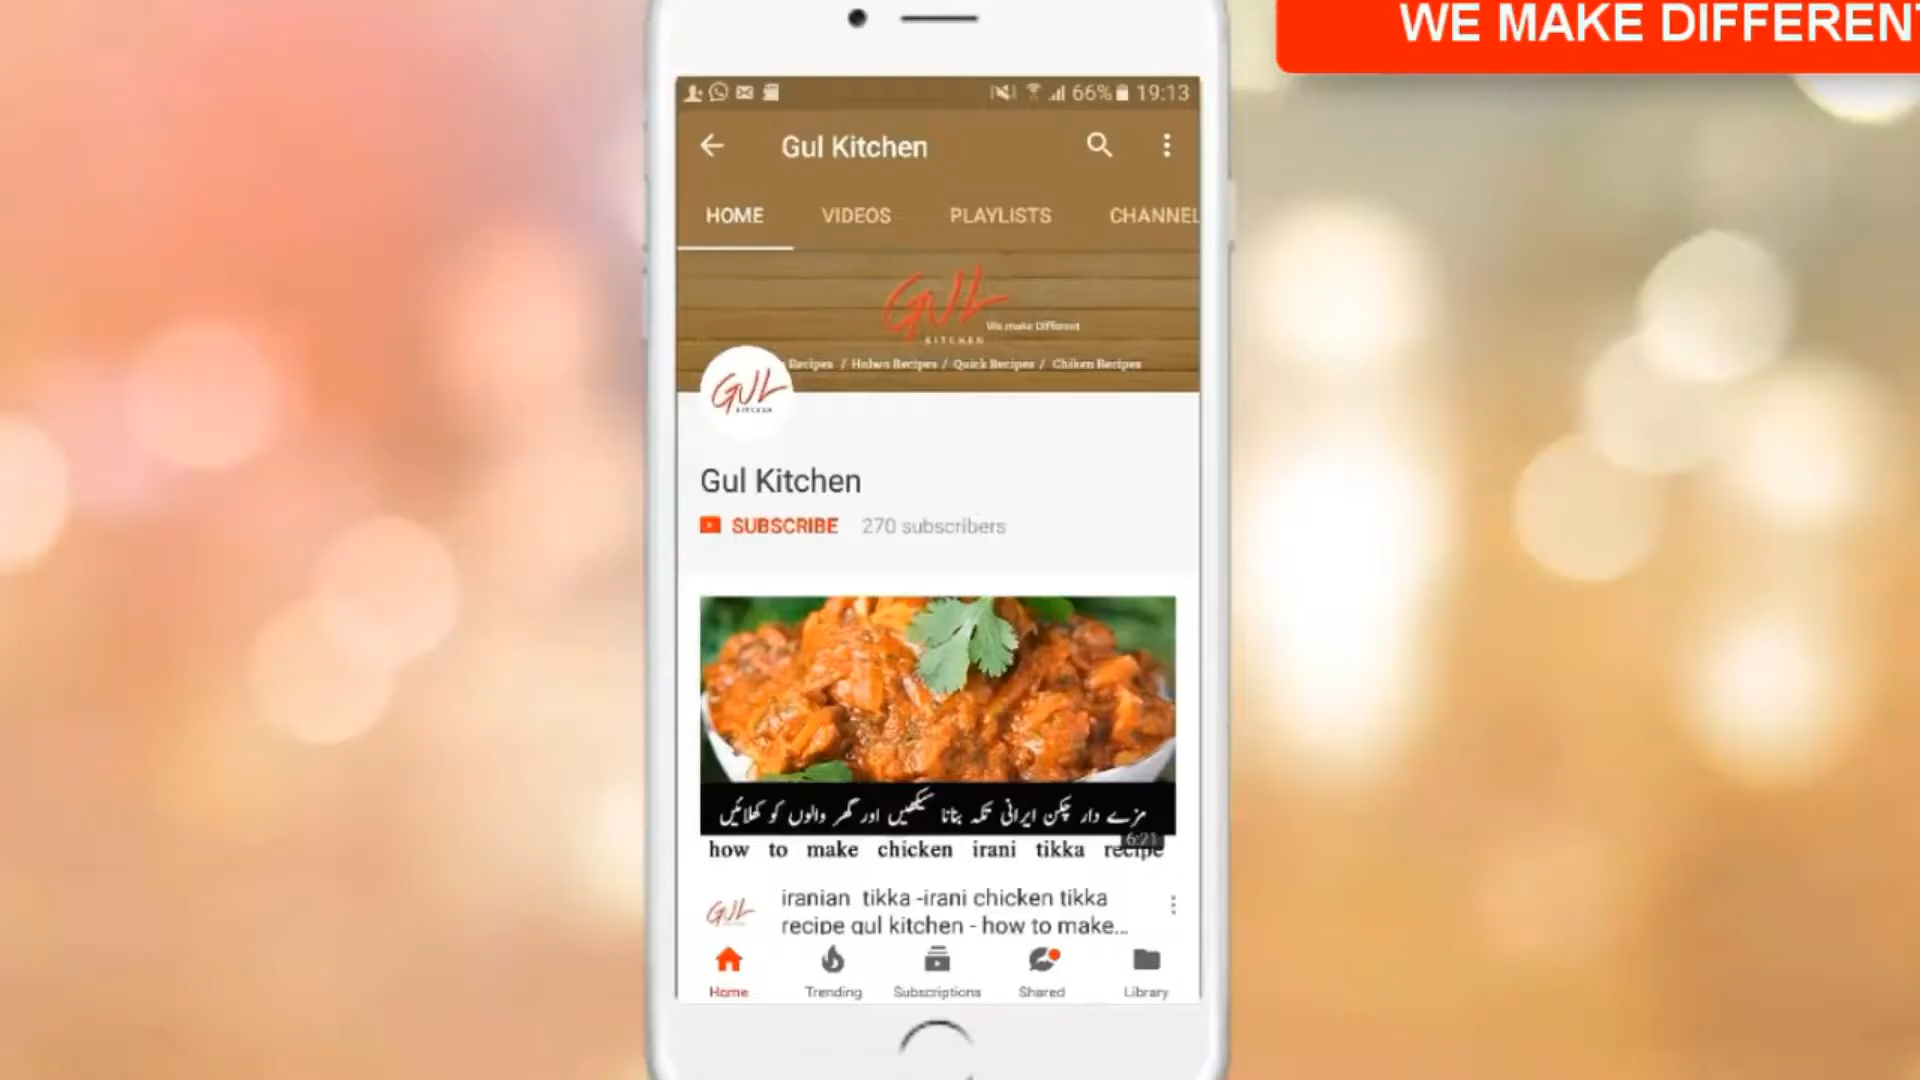 WE MAKE DIFFERENT
66% 19:13
Gul Kitchen
HOME VIDEOS PLAYLISTS CHANNEL
GUL
We make Different
KITCHEN
Recipes / Halwa Recipes / Quick Recipes / Chiken Recipes
GUL
KITCHEN
Gul Kitchen
SUBSCRIBE 270 subscribers
مزے دار چکن ایرانی تکہ بنانا سیکھیں اور گھر والوں کو کھلائیں
6:21
how to make chicken irani tikka recipe
GUL
iranian tikka -irani chicken tikka
recipe gul kitchen - how to make...
Home Trending Subscriptions Shared Library